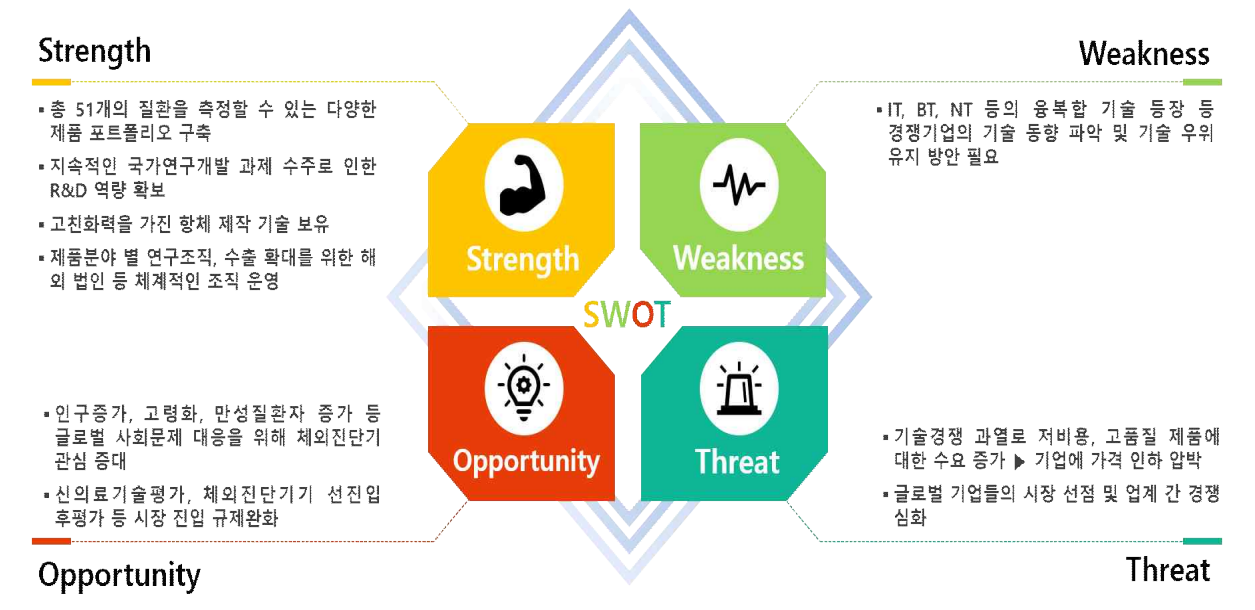 Strength
▪ 총 51개의 질환을 측정할 수 있는 다양한
제품 포트폴리오 구축
▪ 지속적인 국가연구개발 과제 수주로 인한
R&D 역량 확보
▪ 고친화력을 가진 항체 제작 기술 보유
▪ 제품분야 별 연구조직, 수출 확대를 위한 해
외 법인 등 체계적인 조직 운영
Weakness
▪ IT, BT, NT 등의 융복합 기술 등장 등
경쟁기업의 기술 동향 파악 및 기술 우위
유지 방안 필요
Strength
Weakness
SWOT
Opportunity
Threat
▪ 인구증가, 고령화, 만성질환자 증가 등
글로벌 사회문제 대응을 위해 체외진단기
관심 증대
▪ 신의료기술평가, 체외진단기기 선진입
후평가 등 시장 진입 규제완화
Opportunity
▪ 기술경쟁 과열로 저비용, 고품질 제품에
대한 수요 증가 ▶ 기업에 가격 인하 압박
▪ 글로벌 기업들의 시장 선점 및 업계 간 경쟁
심화
Threat